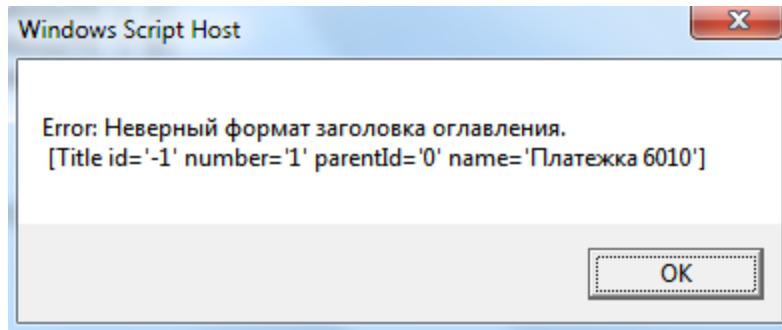 Windows Script Host
Error: Неверный формат заголовка оглавления.
[Title id='-1' number='1' parentId='0' name='Платежка 6010']
OK